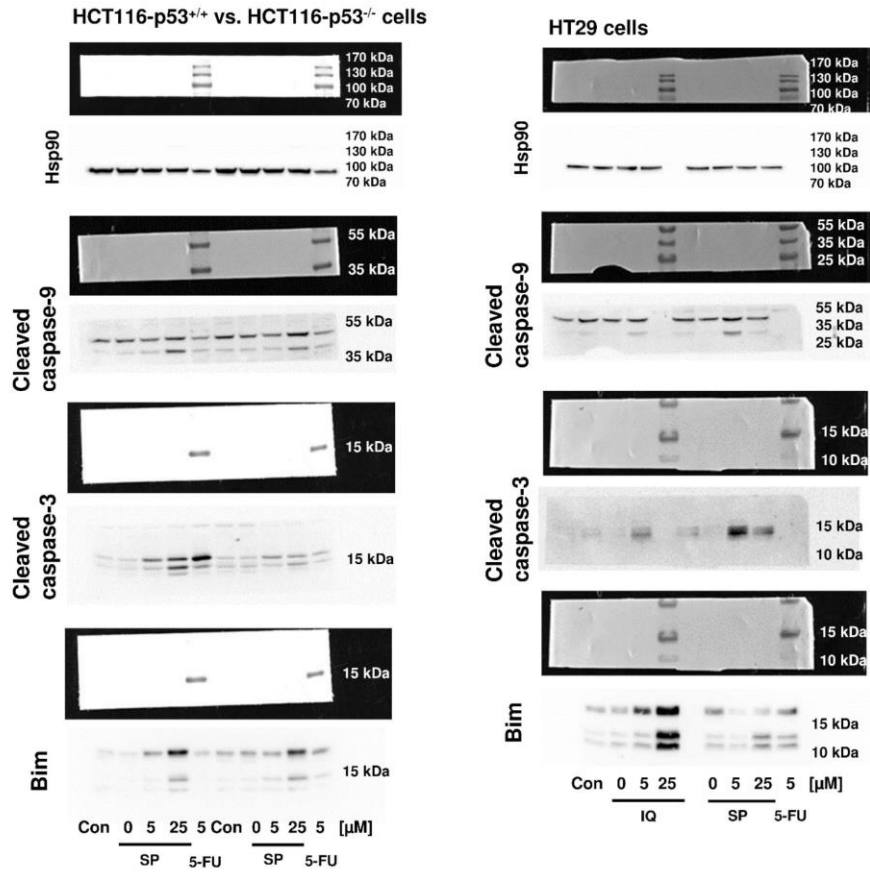 HCT116-p53+/+ vs. HCT116-p53-/- cells
170 kDa
130 kDa
100 kDa
70 kDa
Hsp90
170 kDa
130 kDa
100 kDa
70 kDa
55 kDa
35 kDa
Cleaved
caspase-9
55 kDa
35 kDa
15 kDa
Cleaved
caspase-3
15 kDa
15 kDa
Bim
15 kDa
Con 0 5 25 5 Con 0 5 25 5 [µM]
SP 5-FU SP 5-FU
HT29 cells
170 kDa
130 kDa
100 kDa
70 kDa
Hsp90
170 kDa
130 kDa
100 kDa
70 kDa
55 kDa
35 kDa
25 kDa
Cleaved
caspase-9
55 kDa
35 kDa
25 kDa
15 kDa
10 kDa
Cleaved
caspase-3
15 kDa
10 kDa
15 kDa
10 kDa
Bim
15 kDa
10 kDa
Con 0 5 25 0 5 25 5 [µM]
IQ SP 5-FU